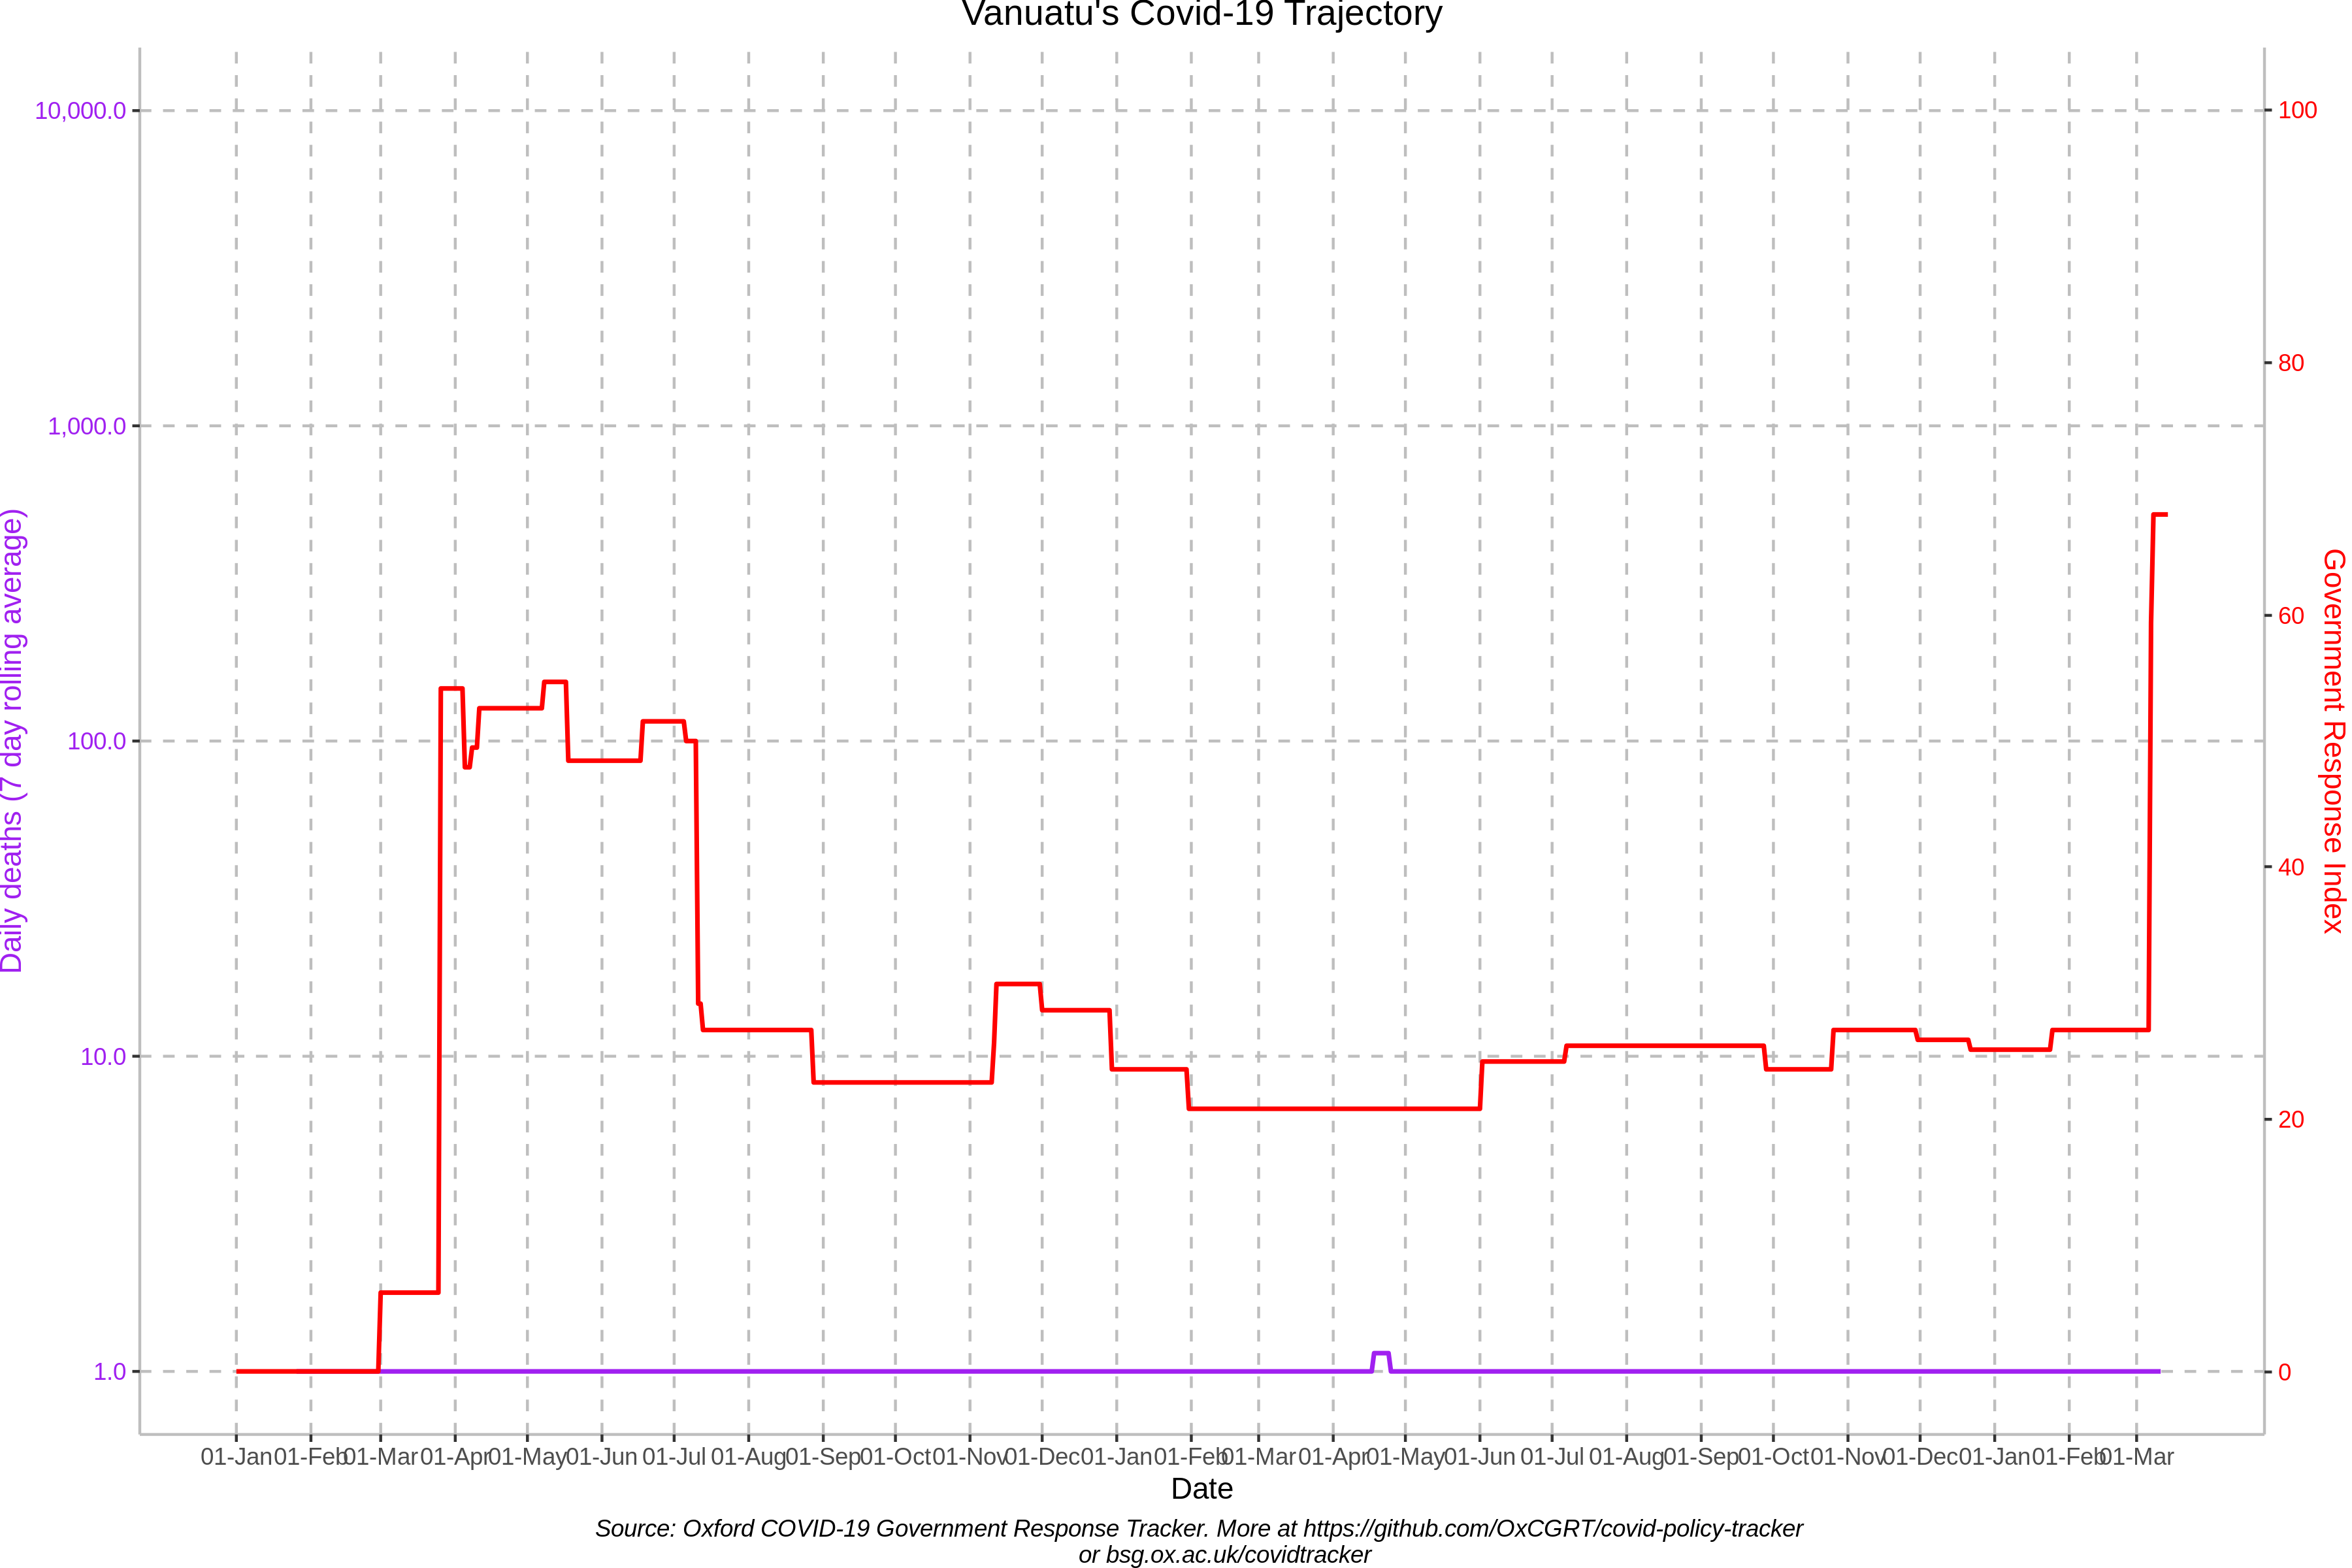 Vanuatu's Covid-19 Trajectory
10,000.0
1,000.0
100.0
10.0
1.0
Daily deaths (7 day rolling average)
100
80
60
40
20
0
Government Response Index
01-Jan 01-Feb 01-Mar 01-Apr 01-May 01-Jun 01-Jul 01-Aug 01-Sep 01-Oct 01-Nov 01-Dec 01-Jan 01-Feb 01-Mar 01-Apr 01-May 01-Jun 01-Jul 01-Aug 01-Sep 01-Oct 01-Nov 01-Dec 01-Jan 01-Feb 01-Mar
Date
Source: Oxford COVID-19 Government Response Tracker. More at https://github.com/OxCGRT/covid-policy-tracker
or bsg.ox.ac.uk/covidtracker